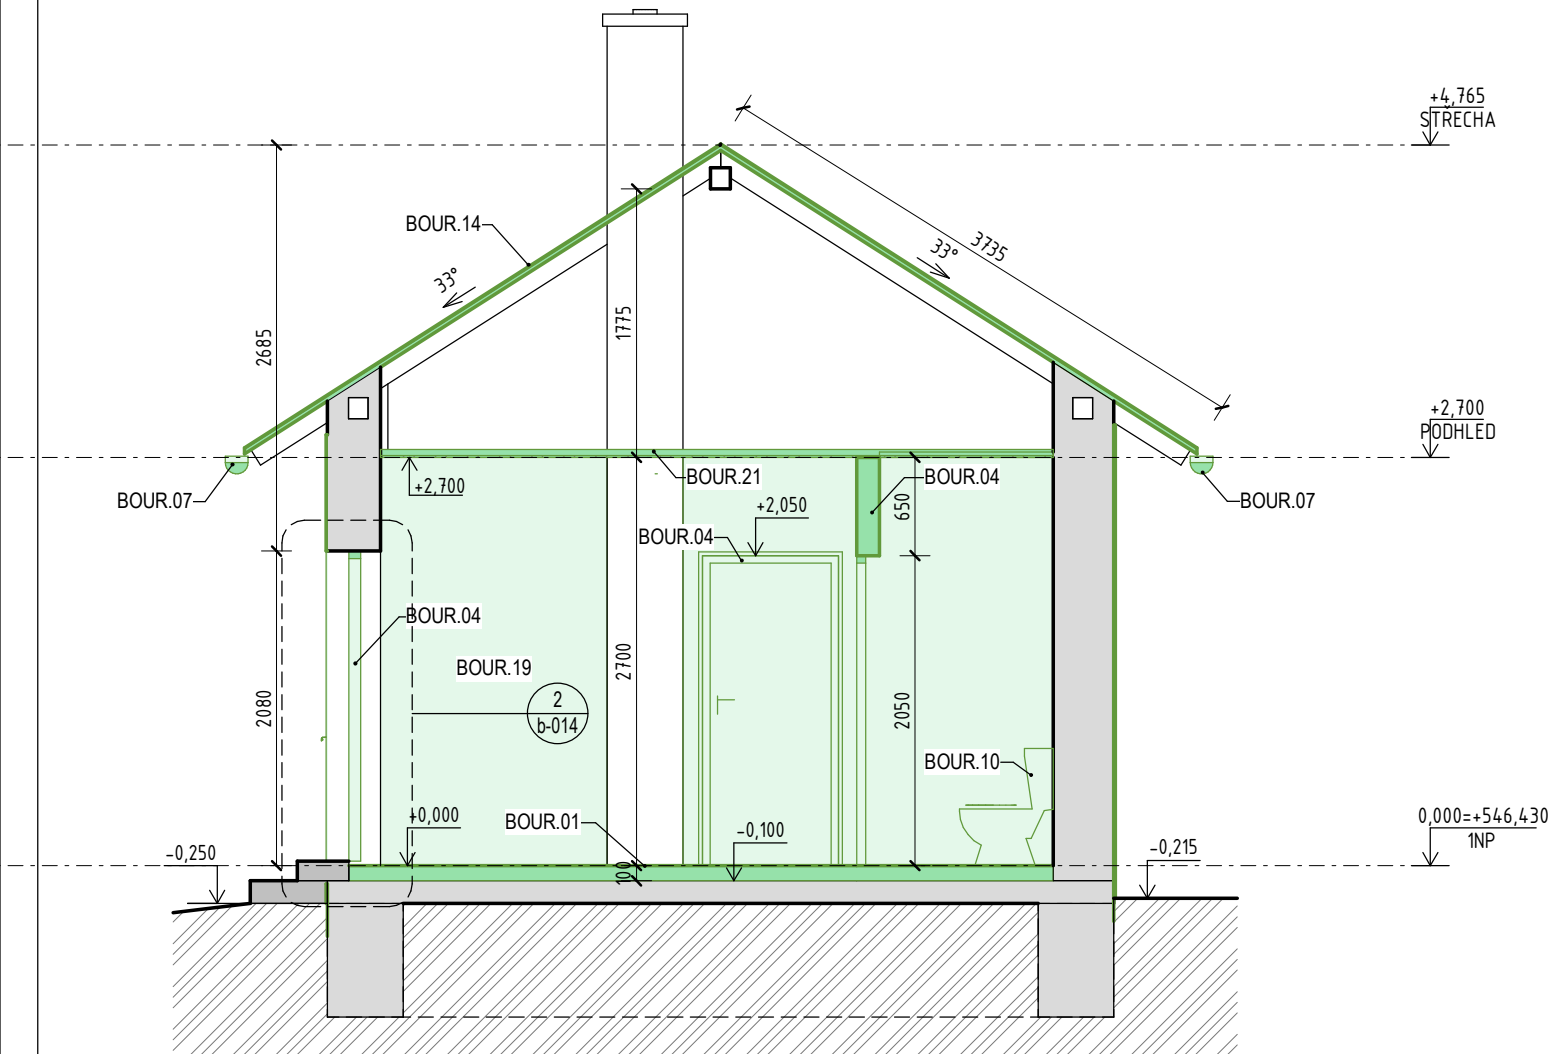 +4,765
STŘECHA
BOUR.14
33°
33°
3735
2685
1775
+2,700
PODHLED
BOUR.07
+2,700
BOUR.21
BOUR.04
BOUR.07
650
+2,050
BOUR.04
BOUR.04
BOUR.19
2700
2080
2
b-014
2050
BOUR.10
+0,000
BOUR.01
-0,100
0,000=+546,430
1NP
-0,250
-0,215
100